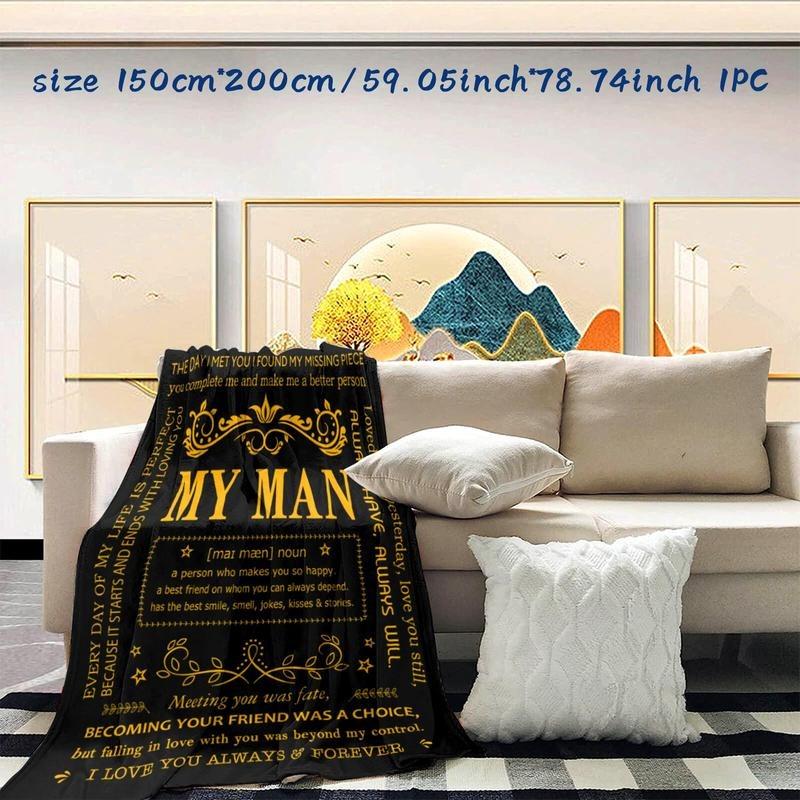 size 150cm*200cm/59.05inch*78.74inch 1PC
THE DAY I MET YOU I FOUND MY MISSING PIECE
you complete me and make me a better person
EVERY DAY OF MY LIFE IS PERFECT
BECAUSE IT STARTS AND ENDS WITH LOVING YOU
MY MAN
[maɪ mæn] noun
a person who makes you so happy.
a best friend on whom you can always depend.
has the best smile, smell, jokes, kisses & stories.
Loved yesterday, love you still,
ALWAYS HAVE, ALWAYS WILL.
Meeting you was fate,
BECOMING YOUR FRIEND WAS A CHOICE,
but falling in love with you was beyond my control.
I LOVE YOU ALWAYS & FOREVER